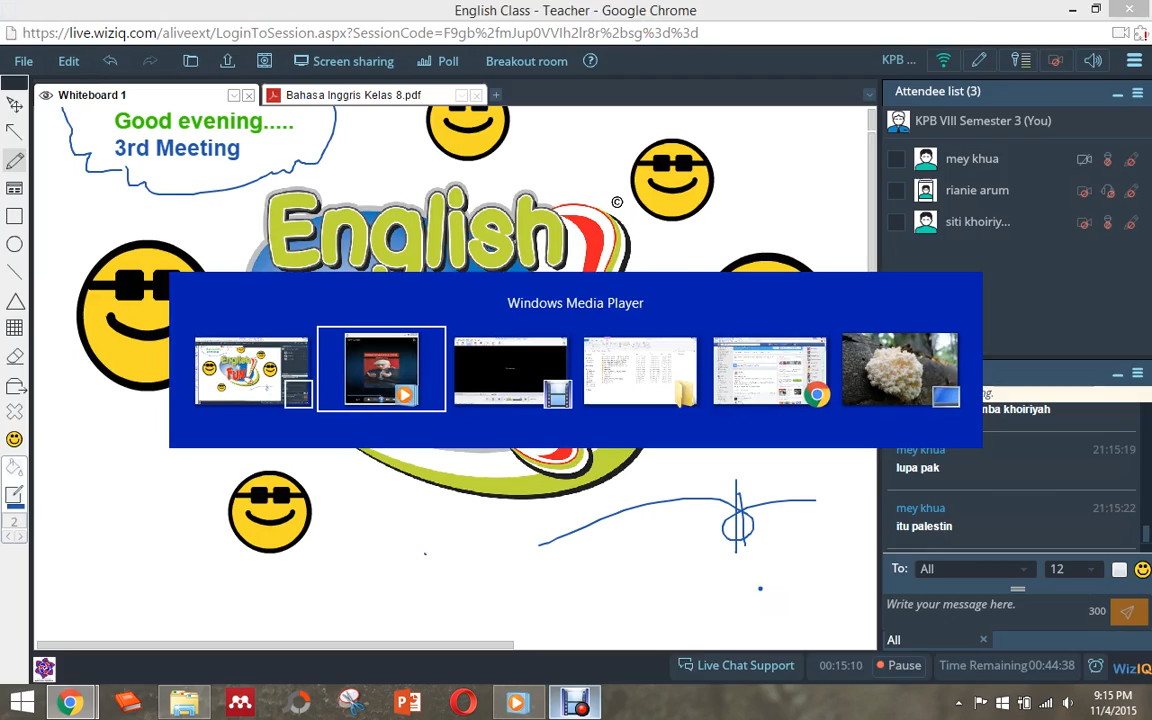 English Class - Teacher - Google Chrome
https://live.wiziq.com/aliveext/LoginToSession.aspx?SessionCode=F9gb%2fmJup0VVIh2lr8r%2bsg%3d%3d
File Edit Screen sharing Poll Breakout room KPB ...
Whiteboard 1 Bahasa Inggris Kelas 8.pdf
Attendee list (3)
KPB VIII Semester 3 (You)
mey khua
rianie arum
siti khoiriy...
Good evening.....
3rd Meeting
English
©
Windows Media Player
mba khoiriyah
mey khua 21:15:19
lupa pak
mey khua 21:15:22
itu palestin
To: All 12
Write your message here. 300
All
Live Chat Support 00:15:10 Pause Time Remaining 00:44:38 WizIQ
9:15 PM
11/4/2015